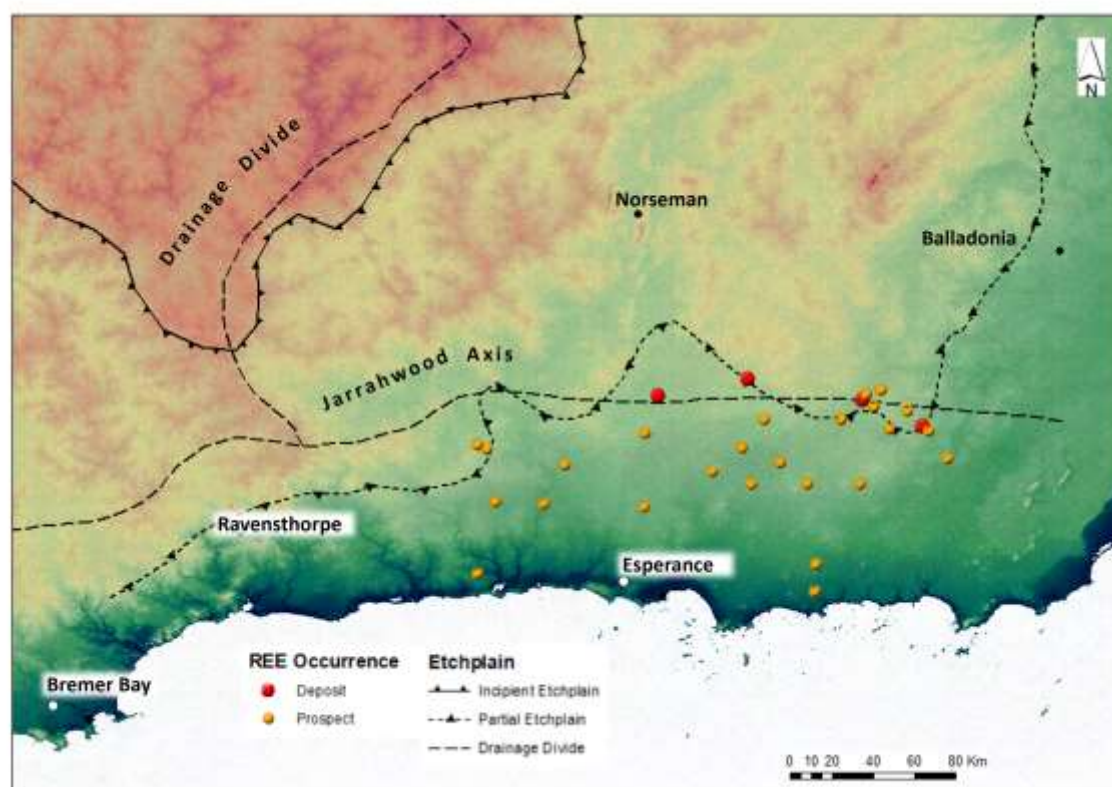 N
Drainage Divide
Norseman
Balladonia
Jarrahwood Axis
Ravensthorpe
Esperance
Bremer Bay
REE Occurrence
Deposit
Prospect
Etchplain
Incipient Etchplain
Partial Etchplain
Drainage Divide
0 10 20 40 60 80 Km